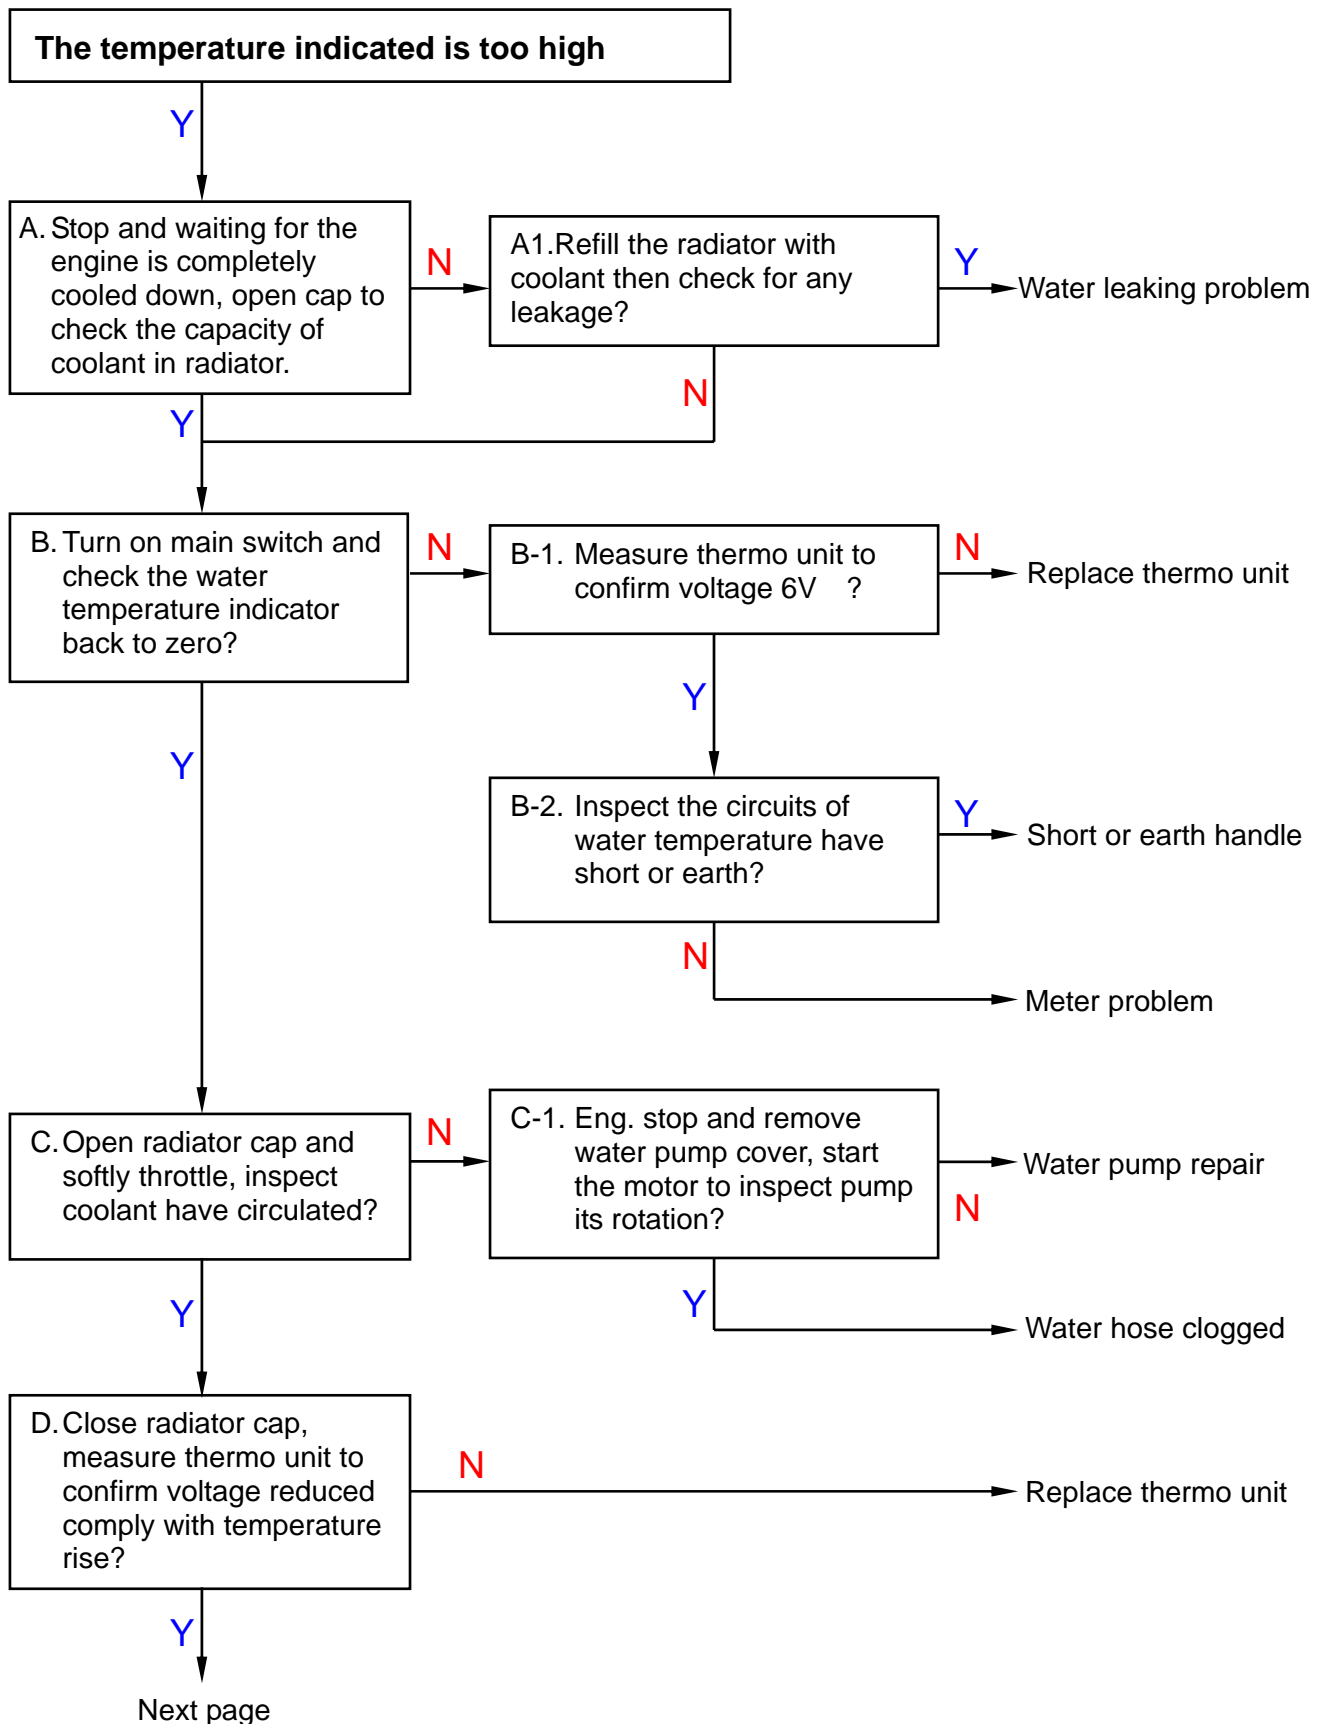 The temperature indicated is too high
Y
A. Stop and waiting for the
engine is completely
cooled down, open cap to
check the capacity of
coolant in radiator.
N
A1.Refill the radiator with
coolant then check for any
leakage?
Y
Water leaking problem
N
Y
B. Turn on main switch and
check the water
temperature indicator
back to zero?
N
B-1. Measure thermo unit to
confirm voltage 6V ?
N
Replace thermo unit
Y
Y
B-2. Inspect the circuits of
water temperature have
short or earth?
Y
Short or earth handle
N
Meter problem
C. Open radiator cap and
softly throttle, inspect
coolant have circulated?
N
C-1. Eng. stop and remove
water pump cover, start
the motor to inspect pump
its rotation?
Water pump repair
N
Y
Water hose clogged
Y
D. Close radiator cap,
measure thermo unit to
confirm voltage reduced
comply with temperature
rise?
N
Replace thermo unit
Y
Next page